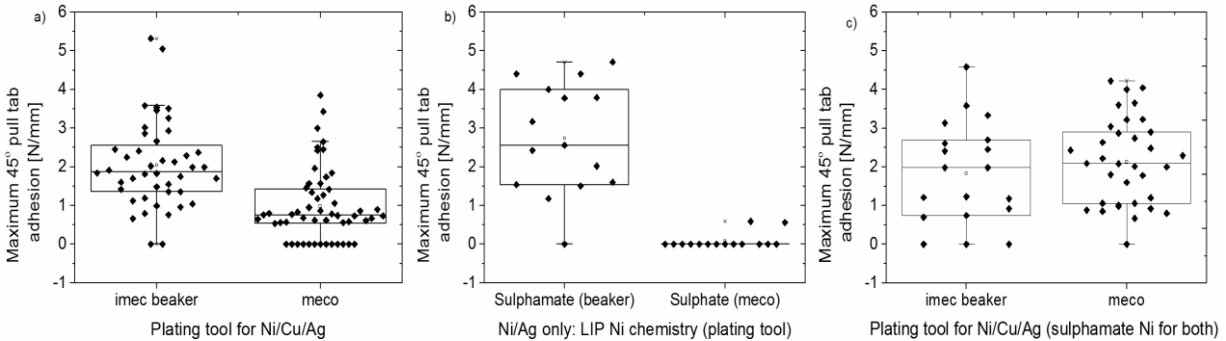 a)
Maximum 45° pull tab
adhesion [N/mm]
6
5
4
3
2
1
0
-1
imec beaker meco
Plating tool for Ni/Cu/Ag
b)
Maximum 45° pull tab
adhesion [N/mm]
6
5
4
3
2
1
0
-1
Sulphamate (beaker) Sulphate (meco)
Ni/Ag only: LIP Ni chemistry (plating tool)
c)
Maximum 45° pull tab
adhesion [N/mm]
6
5
4
3
2
1
0
-1
imec beaker meco
Plating tool for Ni/Cu/Ag (sulphamate Ni for both)